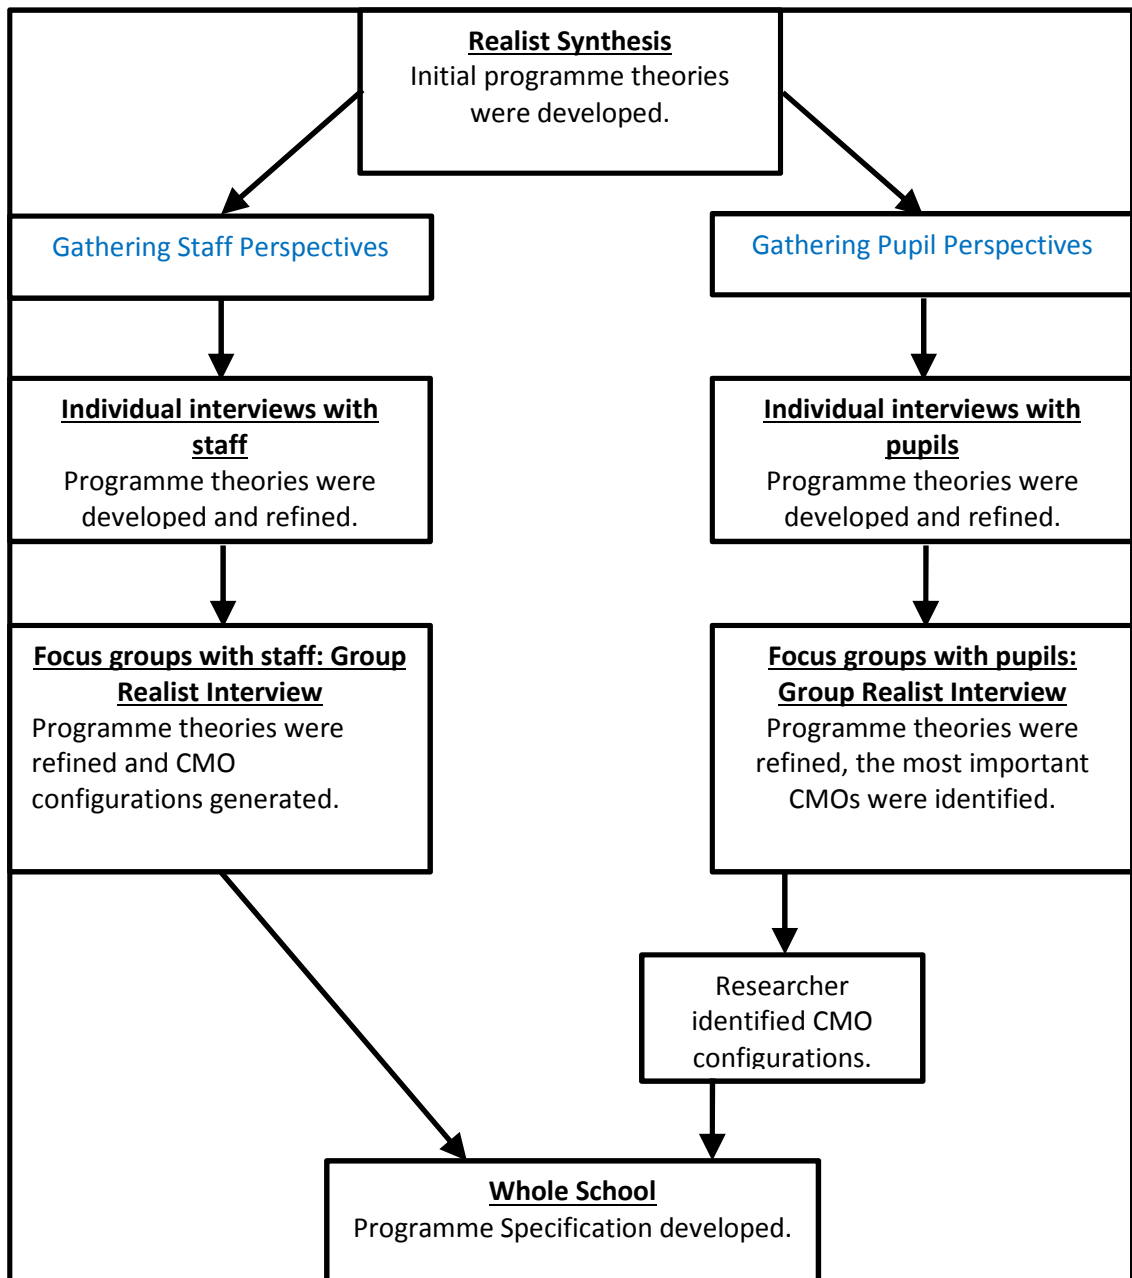 Realist Synthesis
Initial programme theories
were developed.
Gathering Staff Perspectives
Gathering Pupil Perspectives
Individual interviews with
staff
Programme theories were
developed and refined.
Individual interviews with
pupils
Programme theories were
developed and refined.
Focus groups with staff: Group
Realist Interview
Programme theories were
refined and CMO
configurations generated.
Focus groups with pupils:
Group Realist Interview
Programme theories were
refined, the most important
CMOs were identified.
Researcher
identified CMO
configurations.
Whole School
Programme Specification developed.